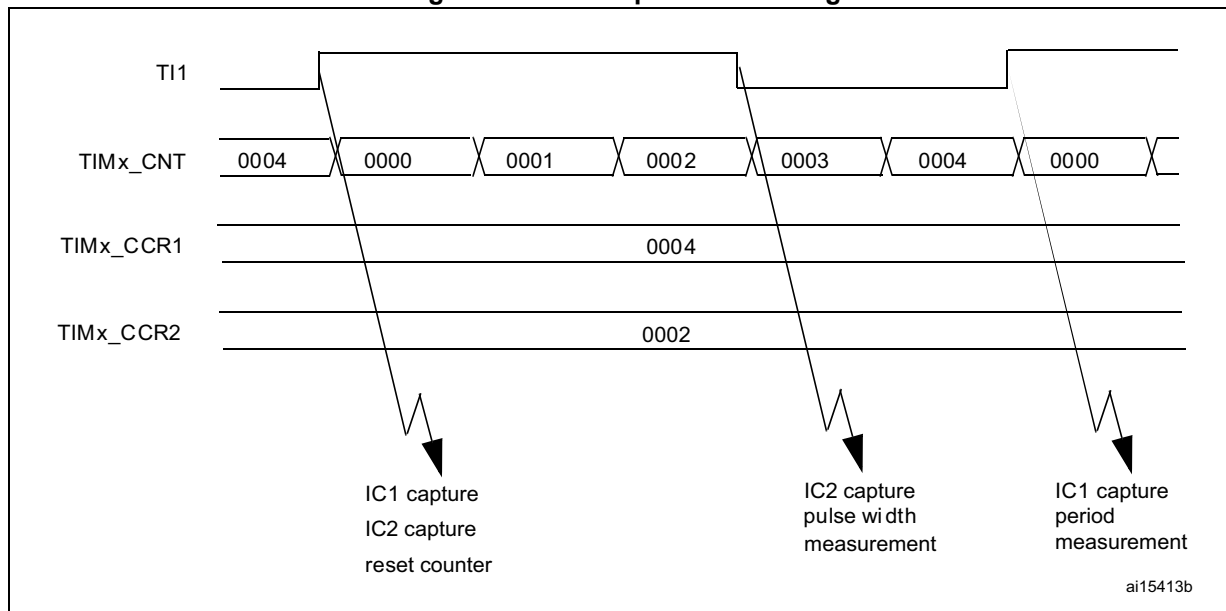 TI1
TIMx_CNT 0004 0000 0001 0002 0003 0004 0000
TIMx_CCR1 0004
TIMx_CCR2 0002
IC1 capture
IC2 capture
reset counter
IC2 capture
pulse width
measurement
IC1 capture
period
measurement
ai15413b